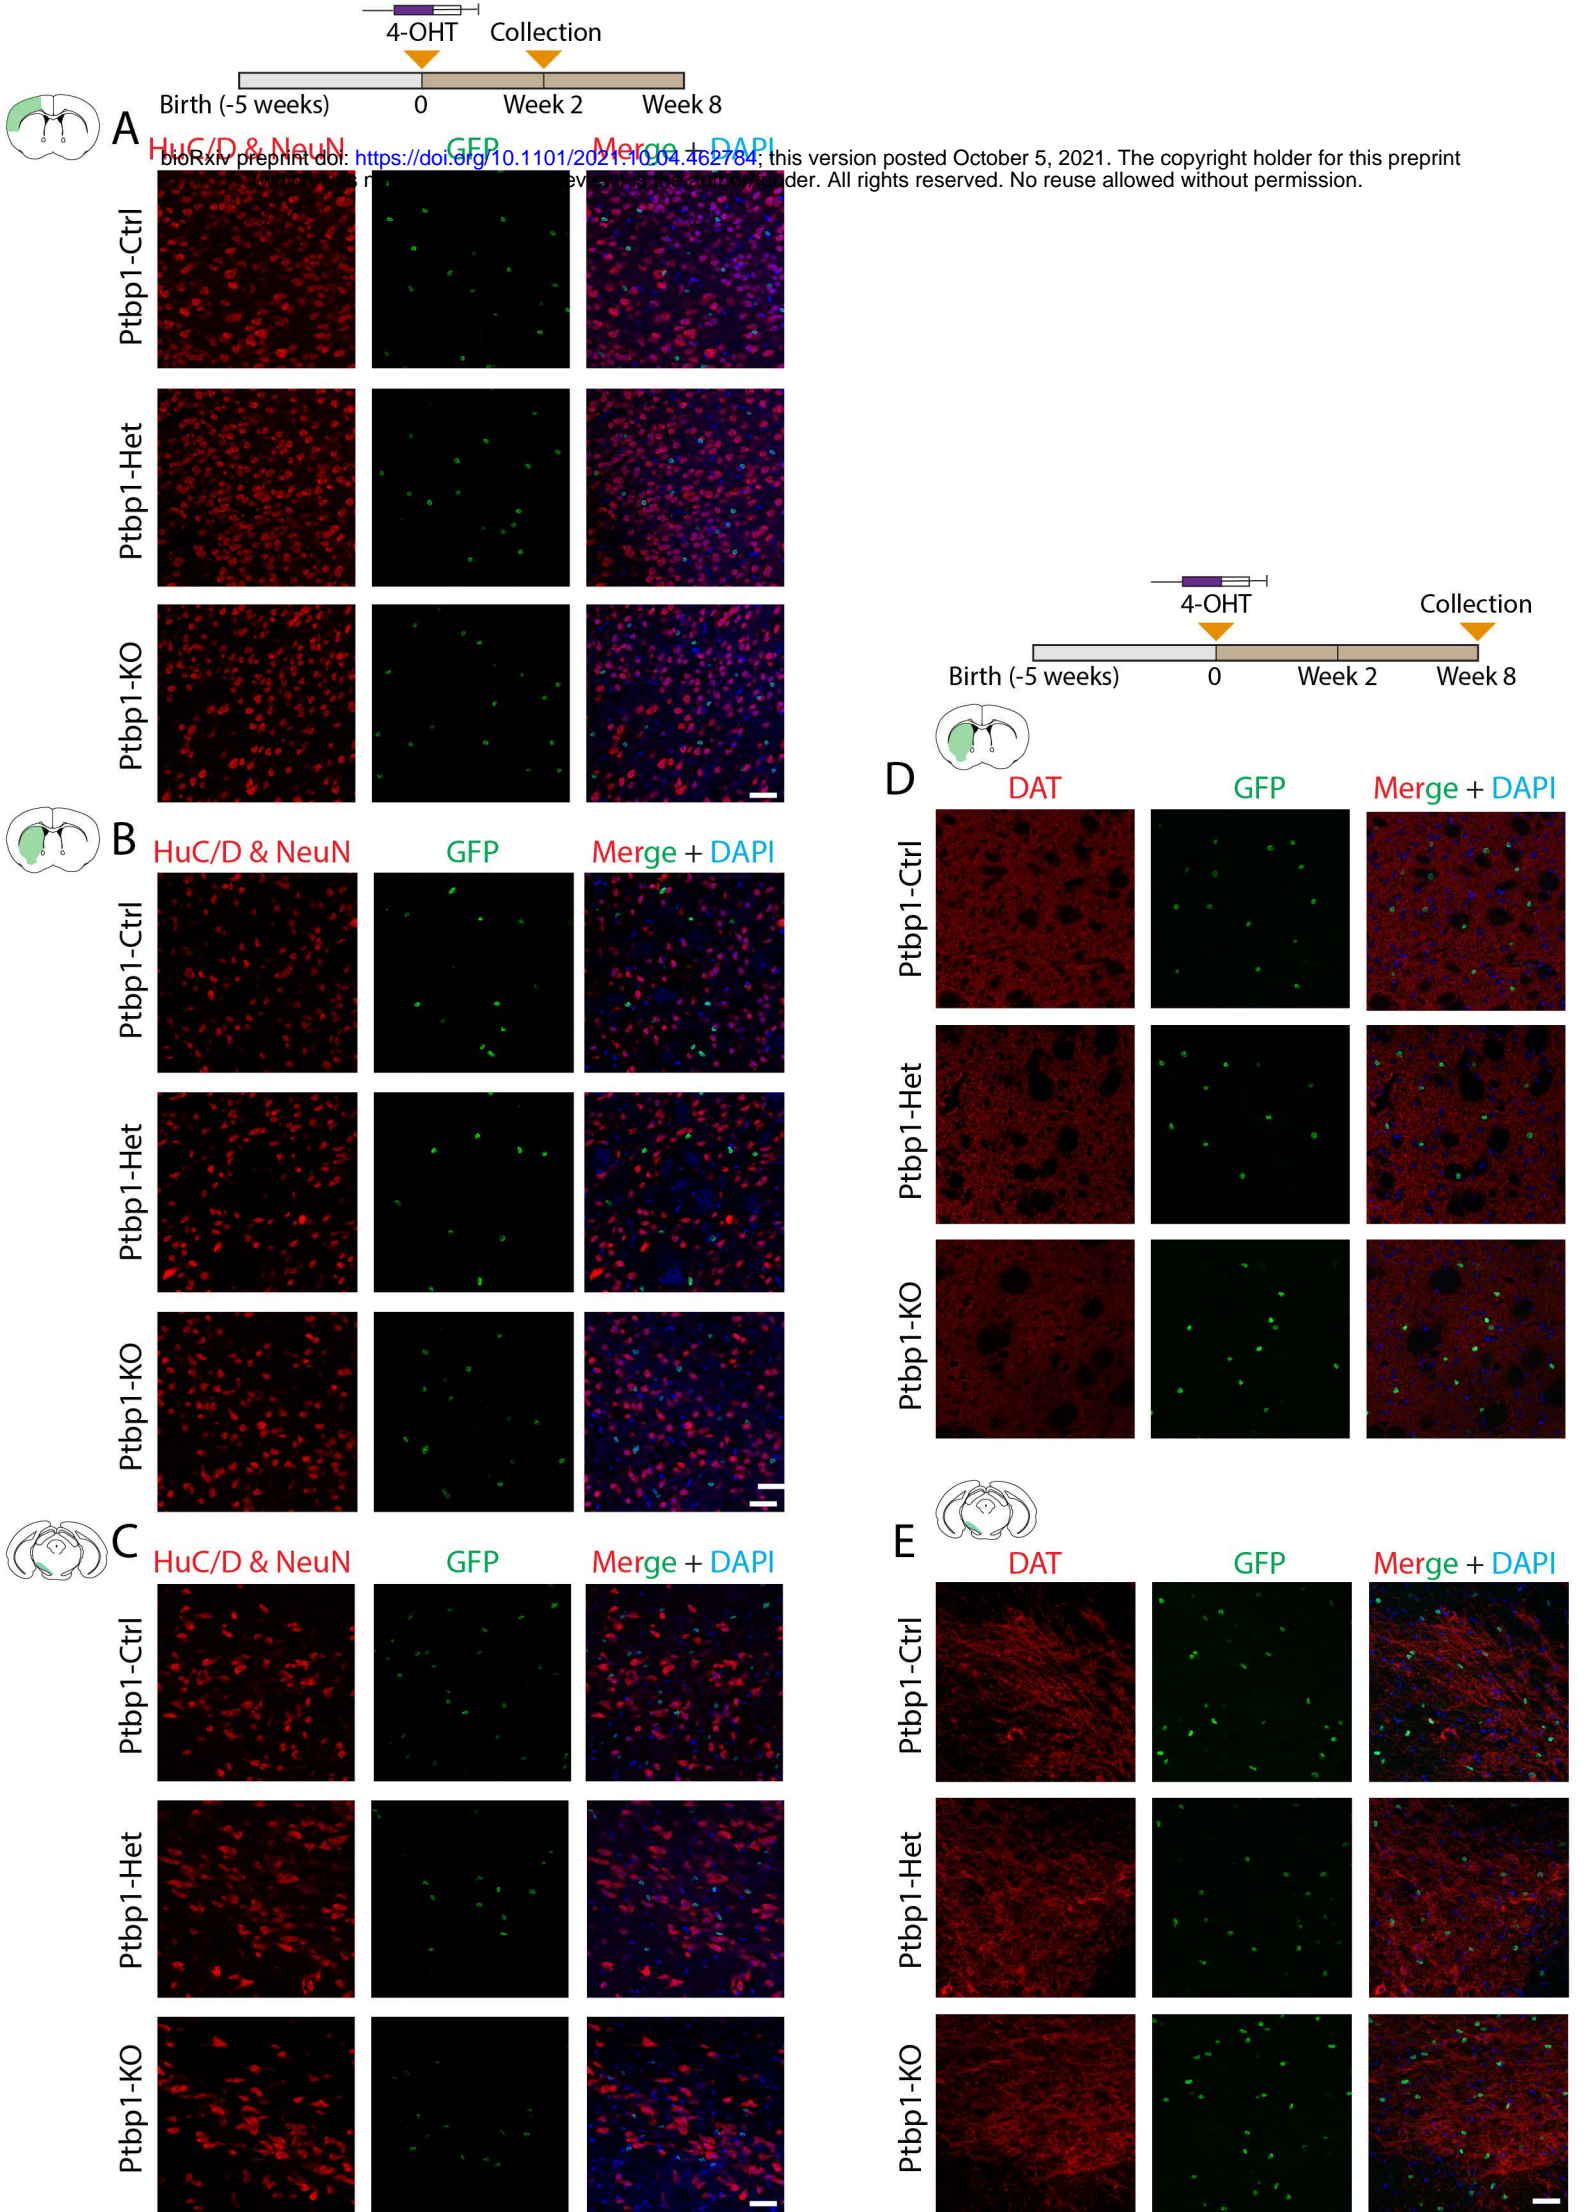 4-OHT Collection
Birth (-5 weeks) 0 Week 2 Week 8
A
HuC/D & NeuN GFP Merge + DAPI
bioRxiv preprint doi: https://doi.org/10.1101/2021.10.04.462784; this version posted October 5, 2021. The copyright holder for this preprint
der. All rights reserved. No reuse allowed without permission.
Ptbp1-Ctrl
Ptbp1-Het
Ptbp1-KO
B
HuC/D & NeuN GFP Merge + DAPI
Ptbp1-Ctrl
Ptbp1-Het
Ptbp1-KO
C
HuC/D & NeuN GFP Merge + DAPI
Ptbp1-Ctrl
Ptbp1-Het
Ptbp1-KO
4-OHT Collection
Birth (-5 weeks) 0 Week 2 Week 8
D
DAT GFP Merge + DAPI
Ptbp1-Ctrl
Ptbp1-Het
Ptbp1-KO
E
DAT GFP Merge + DAPI
Ptbp1-Ctrl
Ptbp1-Het
Ptbp1-KO